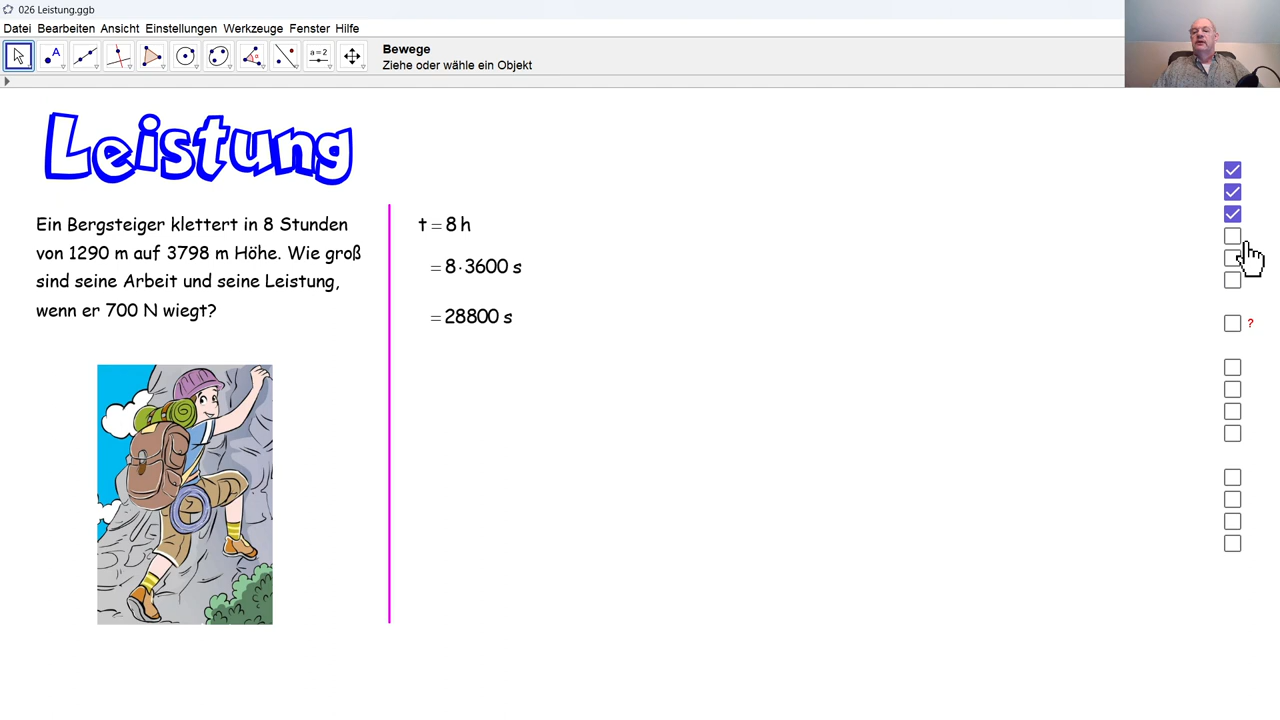 026 Leistung.ggb
Datei Bearbeiten Ansicht Einstellungen Werkzeuge Fenster Hilfe
A
a=2
Bewege
Ziehe oder wähle ein Objekt
Leistung
Ein Bergsteiger klettert in 8 Stunden
von 1290 m auf 3798 m Höhe. Wie groß
sind seine Arbeit und seine Leistung,
wenn er 700 N wiegt?
t = 8 h
= 8·3600 s
= 28800 s
?